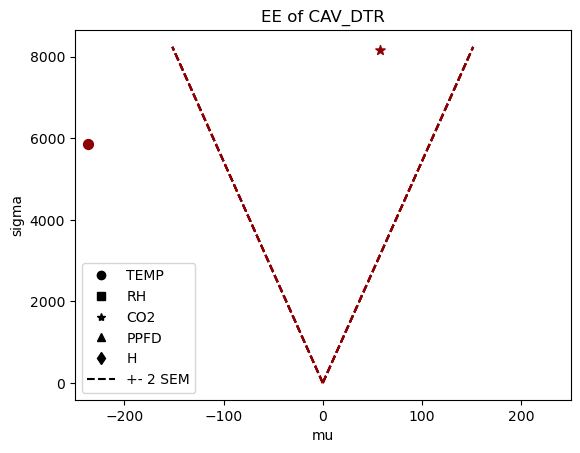 EE of CAV_DTR
sigma
8000
6000
4000
2000
0
TEMP
RH
CO2
PPFD
H
+- 2 SEM
−200
−100
0
100
200
mu